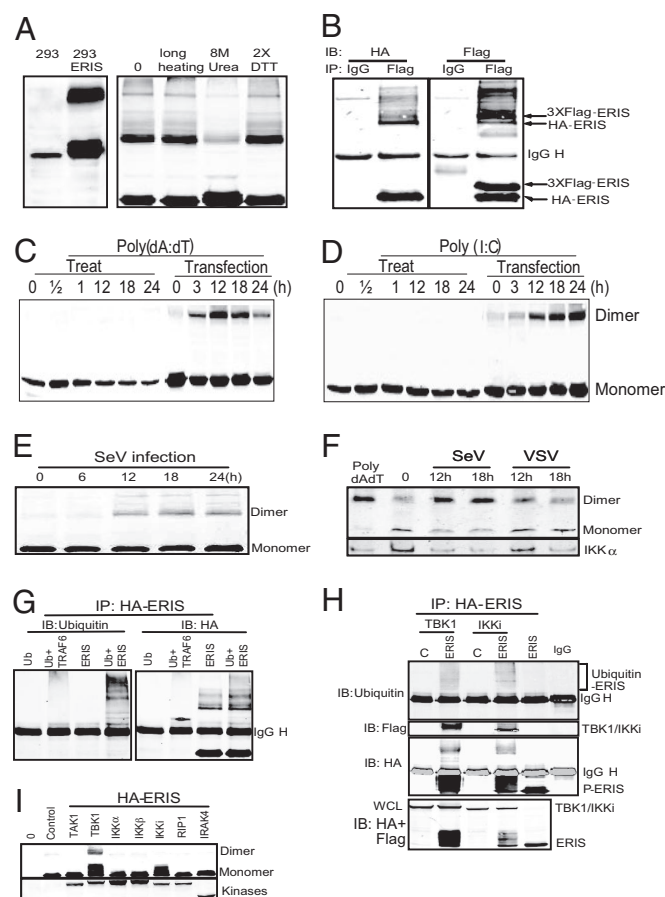 A
293
293 ERIS
0
long heating
8M Urea
2X DTT
B
IB: HA Flag
IP: IgG Flag IgG Flag
3XFlag-ERIS
HA-ERIS
IgG H
3XFlag-ERIS
HA-ERIS
C
Poly(dA:dT)
Treat Transfection
0 ½ 1 12 18 24 0 3 12 18 24 (h)
D
Poly (I:C)
Treat Transfection
0 ½ 1 12 18 24 0 3 12 18 24 (h)
Dimer
Monomer
E
SeV infection
0 6 12 18 24(h)
Dimer
Monomer
F
Poly dAdT
0
SeV VSV
12h 18h 12h 18h
Dimer
Monomer
IKKα
G
IP: HA-ERIS
IB:Ubiquitin IB: HA
Ub
Ub+ TRAF6
ERIS
Ub+ ERIS
Ub
Ub+ TRAF6
ERIS
Ub+ ERIS
IgG H
H
IP: HA-ERIS
TBK1 IKKi
C ERIS C ERIS ERIS IgG
Ubiquitin -ERIS
IB:Ubiquitin
IgG H
IB: Flag
TBK1/IKKi
IB: HA
IgG H
P-ERIS
WCL
TBK1/IKKi
IB: HA+ Flag
ERIS
I
HA-ERIS
0 Control TAK1 TBK1 IKKα IKKβ IKKi RIP1 IRAK4
Dimer
Monomer
Kinases